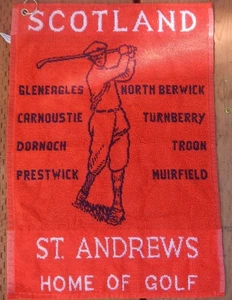 SCOTLAND
GLENEAGLES NORTH BERWICK
CARNOUSTIE TURNBERRY
DORNOCH TROON
PRESTWICK MUIRFIELD
ST. ANDREWS
HOME OF GOLF